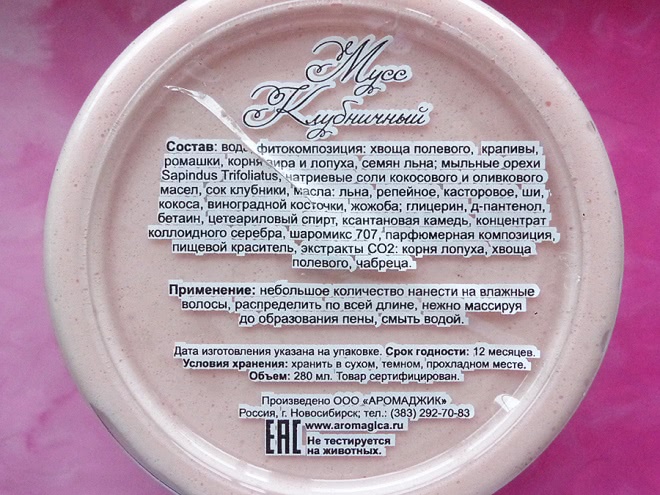 Мусс
Клубничный
Состав: вода, фитокомпозиция: хвоща полевого, крапивы,
ромашки, корня аира и лопуха, семян льна; мыльные орехи
Sapindus Trifoliatus, натриевые соли кокосового и оливкового
масел, сок клубники, масла: льна, репейное, касторовое, ши,
кокоса, виноградной косточки, жожоба; глицерин, д-пантенол,
бетаин, цетеариловый спирт, ксантановая камедь, концентрат
коллоидного серебра, шаромикс 707, парфюмерная композиция,
пищевой краситель, экстракты СО2: корня лопуха, хвоща
полевого, чабреца.
Применение: небольшое количество нанести на влажные
волосы, распределить по всей длине, нежно массируя
до образования пены, смыть водой.
Дата изготовления указана на упаковке. Срок годности: 12 месяцев.
Условия хранения: хранить в сухом, темном, прохладном месте.
Объем: 280 мл. Товар сертифицирован.
Произведено ООО «АРОМАДЖИК»
Россия, г. Новосибирск; тел.: (383) 292-70-83
EAC www.aromagica.ru
Не тестируется
на животных.